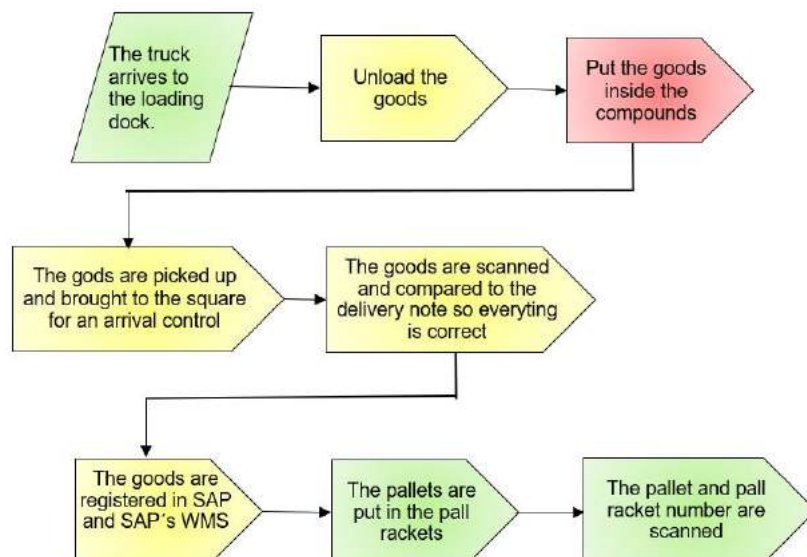 The truck
arrives to
the loading
dock.
Unload the
goods
Put the goods
inside the
compounds
The gods are picked up
and brought to the square
for an arrival control
The goods are scanned
and compared to the
delivery note so everyting
is correct
The goods are
registered in SAP
and SAP´s WMS
The pallets are
put in the pall
rackets
The pallet and pall
racket number are
scanned